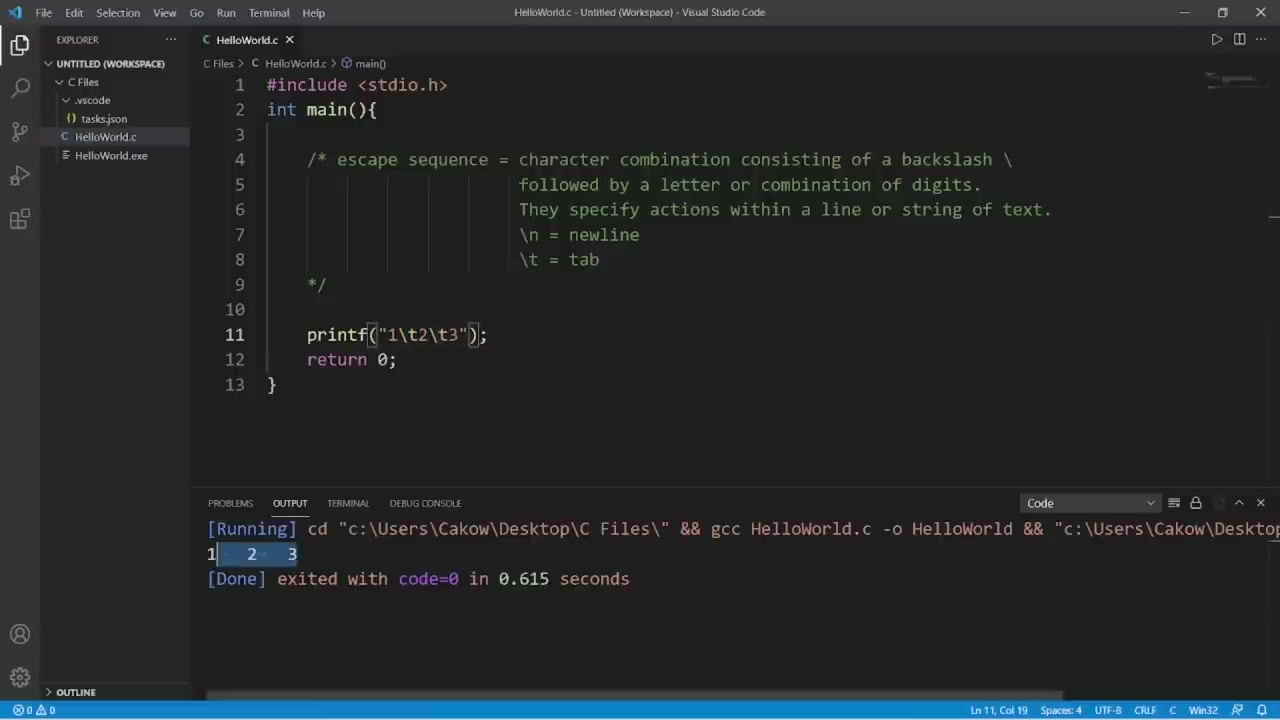 File Edit Selection View Go Run Terminal Help HelloWorld.c - Untitled (Workspace) - Visual Studio Code
EXPLORER
UNTITLED (WORKSPACE)
C Files
.vscode
tasks.json
HelloWorld.c
HelloWorld.exe
OUTLINE
HelloWorld.c
C Files > C HelloWorld.c > main()
1 #include <stdio.h>
2 int main(){
3
4 /* escape sequence = character combination consisting of a backslash \
5 followed by a letter or combination of digits.
6 They specify actions within a line or string of text.
7 \n = newline
8 \t = tab
9 */
10
11 printf("1\t2\t3");
12 return 0;
13 }
PROBLEMS OUTPUT TERMINAL DEBUG CONSOLE Code
[Running] cd "c:\Users\Cakow\Desktop\C Files\" && gcc HelloWorld.c -o HelloWorld && "c:\Users\Cakow\Desktop
1 2 3
[Done] exited with code=0 in 0.615 seconds
0 0 Ln 11, Col 19 Spaces: 4 UTF-8 CRLF C Win32